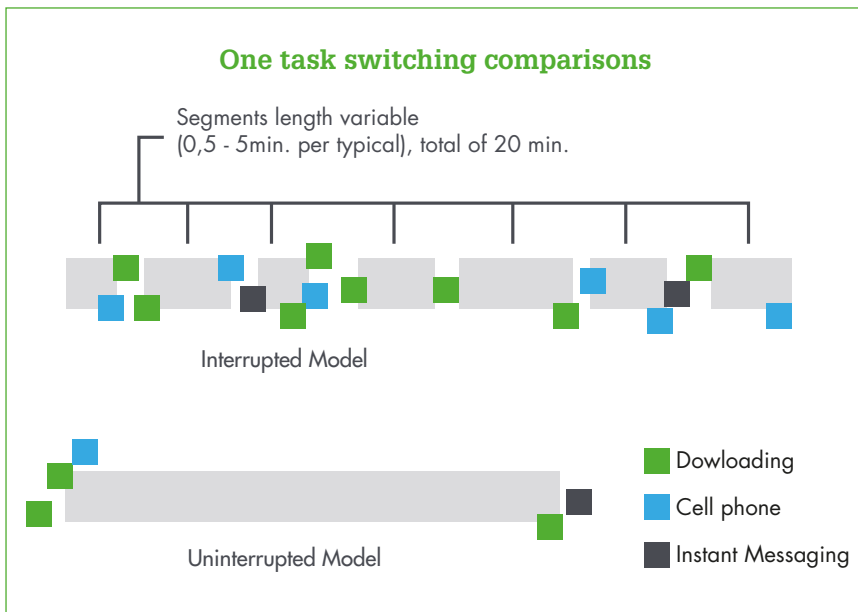 One task switching comparisons
Segments length variable
(0,5 - 5min. per typical), total of 20 min.
Interrupted Model
Dowloading
Cell phone
Uninterrupted Model
Instant Messaging